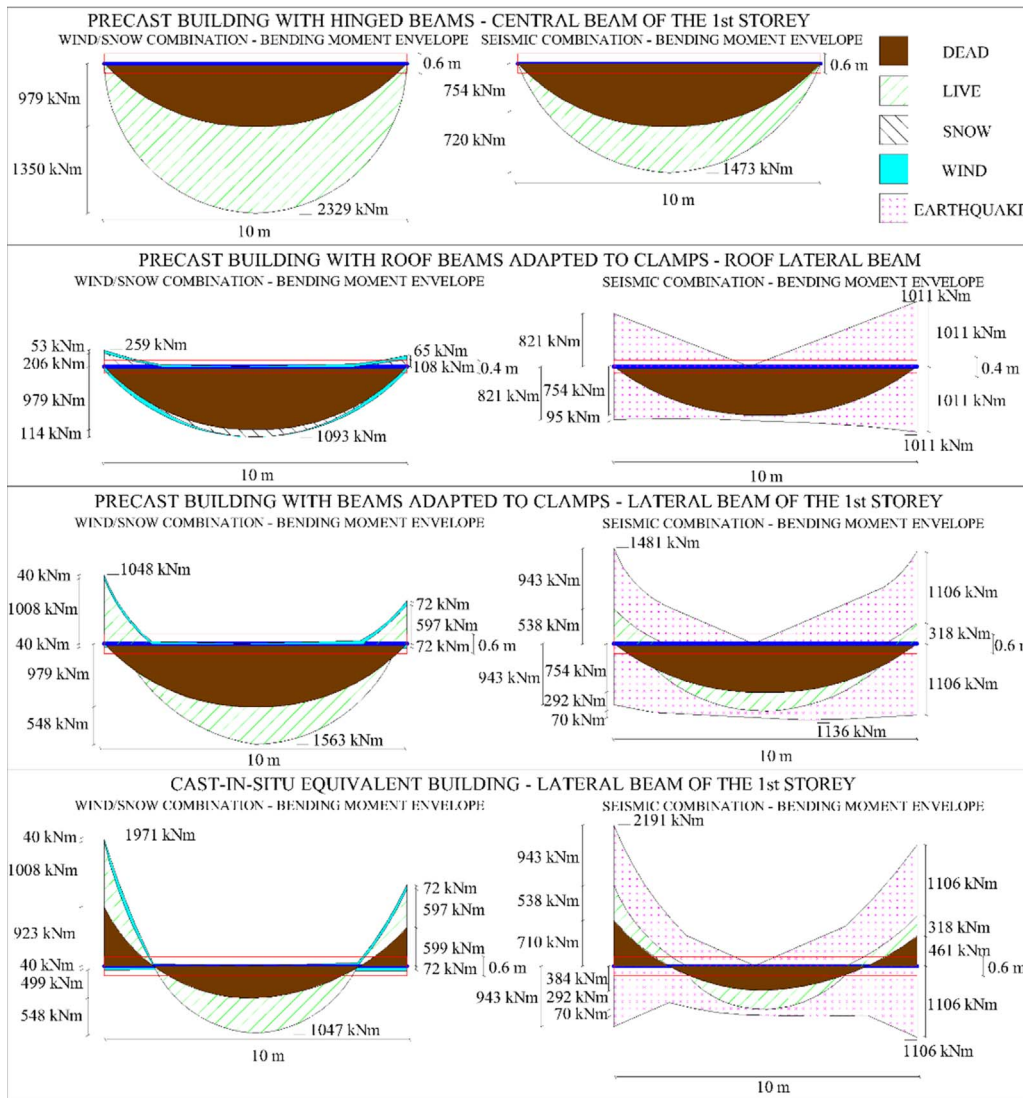 PRECAST BUILDING WITH HINGED BEAMS - CENTRAL BEAM OF THE 1st STOREY
WIND/SNOW COMBINATION - BENDING MOMENT ENVELOPE
SEISMIC COMBINATION - BENDING MOMENT ENVELOPE
0.6 m
979 kNm
1350 kNm
2329 kNm
10 m
0.6 m
754 kNm
720 kNm
1473 kNm
10 m
DEAD
LIVE
SNOW
WIND
EARTHQUAKE
PRECAST BUILDING WITH ROOF BEAMS ADAPTED TO CLAMPS - ROOF LATERAL BEAM
WIND/SNOW COMBINATION - BENDING MOMENT ENVELOPE
SEISMIC COMBINATION - BENDING MOMENT ENVELOPE
53 kNm
259 kNm
206 kNm
65 kNm
108 kNm
0.4 m
979 kNm
114 kNm
1093 kNm
10 m
1011 kNm
821 kNm
1011 kNm
0.4 m
821 kNm
754 kNm
95 kNm
1011 kNm
1011 kNm
10 m
PRECAST BUILDING WITH BEAMS ADAPTED TO CLAMPS - LATERAL BEAM OF THE 1st STOREY
WIND/SNOW COMBINATION - BENDING MOMENT ENVELOPE
SEISMIC COMBINATION - BENDING MOMENT ENVELOPE
40 kNm
1048 kNm
1008 kNm
72 kNm
597 kNm
40 kNm
72 kNm
0.6 m
979 kNm
548 kNm
1563 kNm
10 m
1481 kNm
943 kNm
1106 kNm
538 kNm
318 kNm
0.6 m
943 kNm
754 kNm
292 kNm
70 kNm
1106 kNm
1136 kNm
10 m
CAST-IN-SITU EQUIVALENT BUILDING - LATERAL BEAM OF THE 1st STOREY
WIND/SNOW COMBINATION - BENDING MOMENT ENVELOPE
SEISMIC COMBINATION - BENDING MOMENT ENVELOPE
40 kNm
1971 kNm
1008 kNm
72 kNm
597 kNm
923 kNm
599 kNm
40 kNm
72 kNm
0.6 m
499 kNm
548 kNm
1047 kNm
10 m
2191 kNm
943 kNm
1106 kNm
538 kNm
318 kNm
710 kNm
461 kNm
0.6 m
943 kNm
384 kNm
292 kNm
70 kNm
1106 kNm
1106 kNm
10 m